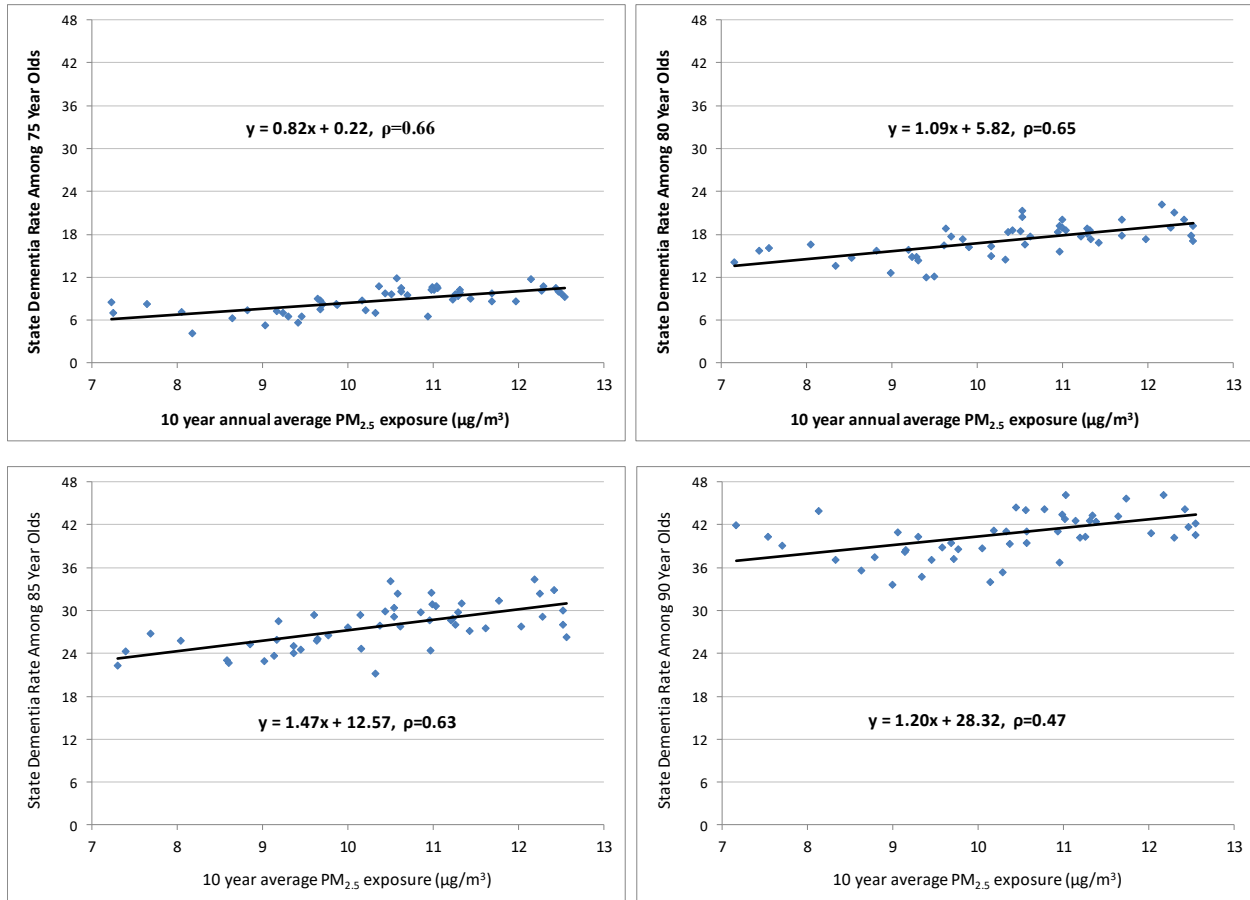 State Dementia Rate Among 75 Year Olds
48
42
36
30
24
18
12
6
0
y = 0.82x + 0.22, ρ=0.66
7 8 9 10 11 12 13
10 year annual average PM₂.₅ exposure (µg/m³)
State Dementia Rate Among 80 Year Olds
48
42
36
30
24
18
12
6
0
y = 1.09x + 5.82, ρ=0.65
7 8 9 10 11 12 13
10 year annual average PM₂.₅ exposure (µg/m³)
State Dementia Rate Among 85 Year Olds
48
42
36
30
24
18
12
6
0
y = 1.47x + 12.57, ρ=0.63
7 8 9 10 11 12 13
10 year average PM₂.₅ exposure (µg/m³)
State Dementia Rate Among 90 Year Olds
48
42
36
30
24
18
12
6
0
y = 1.20x + 28.32, ρ=0.47
7 8 9 10 11 12 13
10 year average PM₂.₅ exposure (µg/m³)